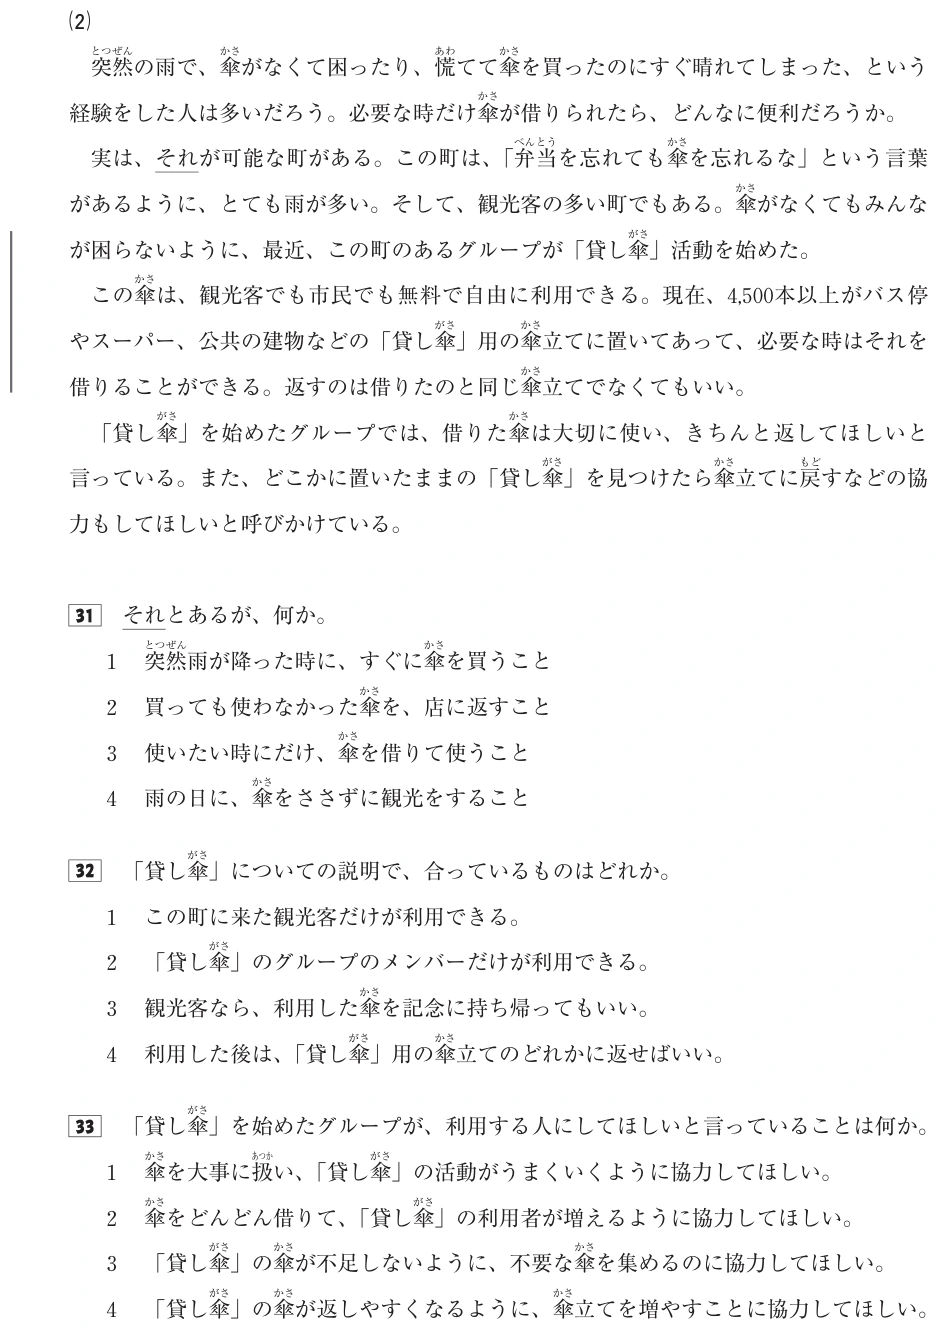 (2)
突然の雨で、傘がなくて困ったり、慌てて傘を買ったのにすぐ晴れてしまった、という
経験をした人は多いだろう。必要な時だけ傘が借りられたら、どんなに便利だろうか。
実は、それが可能な町がある。この町は、「弁当を忘れても傘を忘れるな」という言葉
があるように、とても雨が多い。そして、観光客の多い町でもある。傘がなくてもみんな
が困らないように、最近、この町のあるグループが「貸し傘」活動を始めた。
この傘は、観光客でも市民でも無料で自由に利用できる。現在、4,500本以上がバス停
やスーパー、公共の建物などの「貸し傘」用の傘立てに置いてあって、必要な時はそれを
借りることができる。返すのは借りたのと同じ傘立てでなくてもいい。
「貸し傘」を始めたグループでは、借りた傘は大切に使い、きちんと返してほしいと
言っている。また、どこかに置いたままの「貸し傘」を見つけたら傘立てに戻すなどの協
力もしてほしいと呼びかけている。
31 それとあるが、何か。
1 突然雨が降った時に、すぐに傘を買うこと
2 買っても使わなかった傘を、店に返すこと
3 使いたい時にだけ、傘を借りて使うこと
4 雨の日に、傘をささずに観光をすること
32 「貸し傘」についての説明で、合っているものはどれか。
1 この町に来た観光客だけが利用できる。
2 「貸し傘」のグループのメンバーだけが利用できる。
3 観光客なら、利用した傘を記念に持ち帰ってもいい。
4 利用した後は、「貸し傘」用の傘立てのどれかに返せばいい。
33 「貸し傘」を始めたグループが、利用する人にしてほしいと言っていることは何か。
1 傘を大事に扱い、「貸し傘」の活動がうまくいくように協力してほしい。
2 傘をどんどん借りて、「貸し傘」の利用者が増えるように協力してほしい。
3 「貸し傘」の傘が不足しないように、不要な傘を集めるのに協力してほしい。
4 「貸し傘」の傘が返しやすくなるように、傘立てを増やすことに協力してほしい。